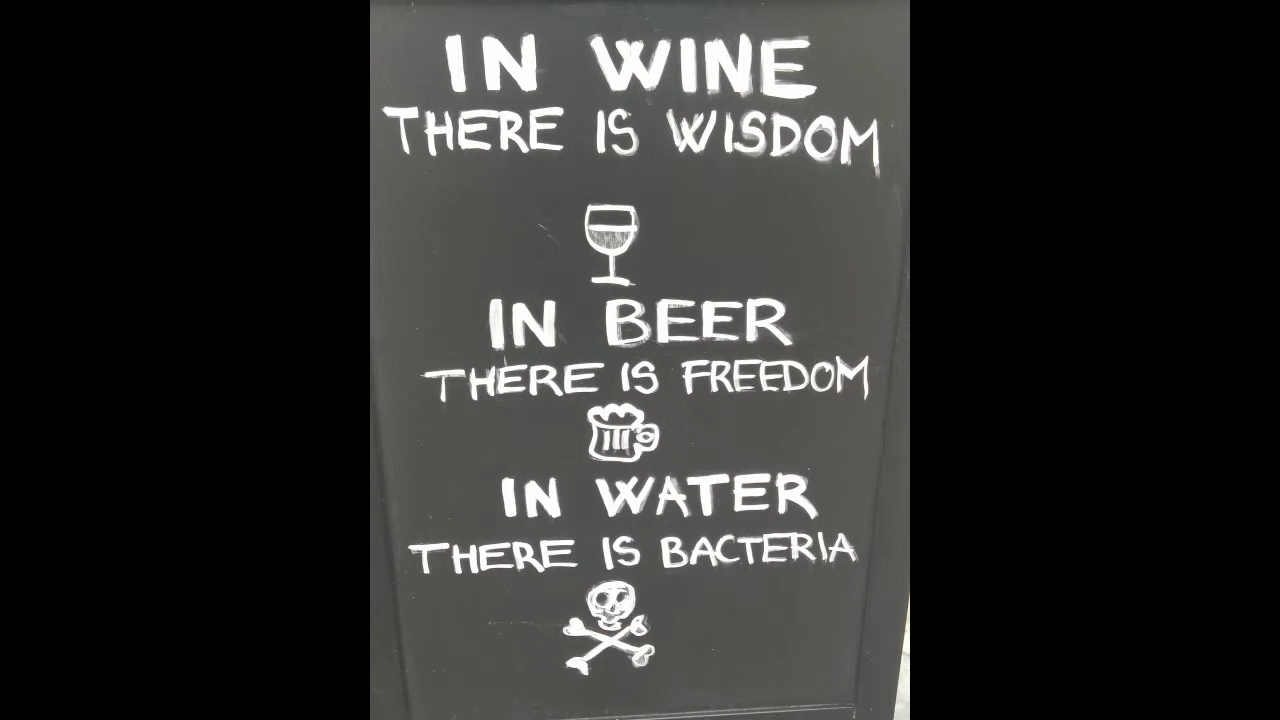 IN WINE
THERE IS WISDOM
IN BEER
THERE IS FREEDOM
IN WATER
THERE IS BACTERIA